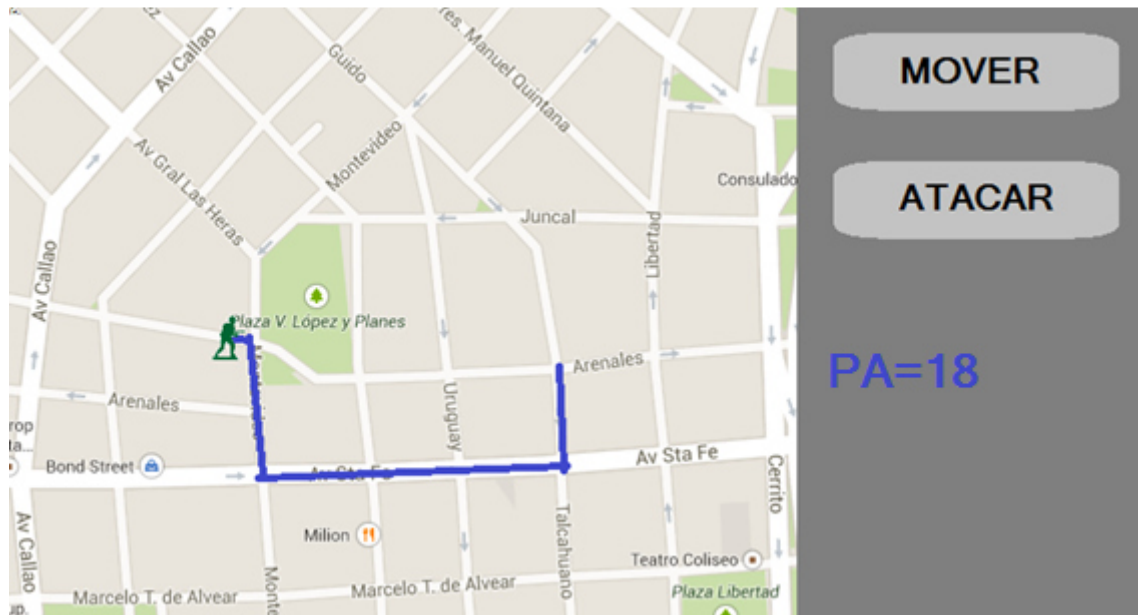 Av Callao
Guido
res. Manuel Quintana
Av Gral Las Heras
Montevideo
Juncal
Consulado
Libertad
Av Callao
Plaza V. López y Planes
Arenales
Arenales
Uruguay
Bond Street
Av Sta Fe
Av Sta Fe
Cerrito
Av Callao
Milion
Talcahuano
Teatro Coliseo
Marcelo T. de Alvear
Marcelo T. de Alvear
Monte
Plaza Libertad
MOVER
ATACAR
PA=18